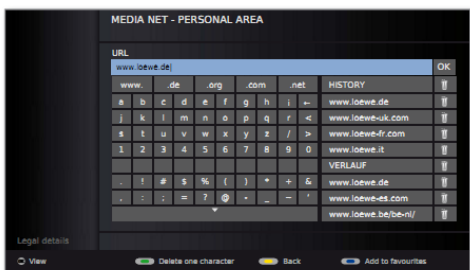 MEDIA NET - PERSONAL AREA
URL
www.loewe.de|
OK
www. .de .org .com .net HISTORY
a b c d e f g h i ← www.loewe.de
j k l m n o p q r < www.loewe-uk.com
s t u v w x y z / > www.loewe-fr.com
1 2 3 4 5 6 7 8 9 0 www.loewe.it
VERLAUF
. ! # $ % ( ) * + & www.loewe.de
, : ; = ? @ - _ ~ ' www.loewe-es.com
www.loewe.be/be-nl/
Legal details
View Delete one character Back Add to favourites